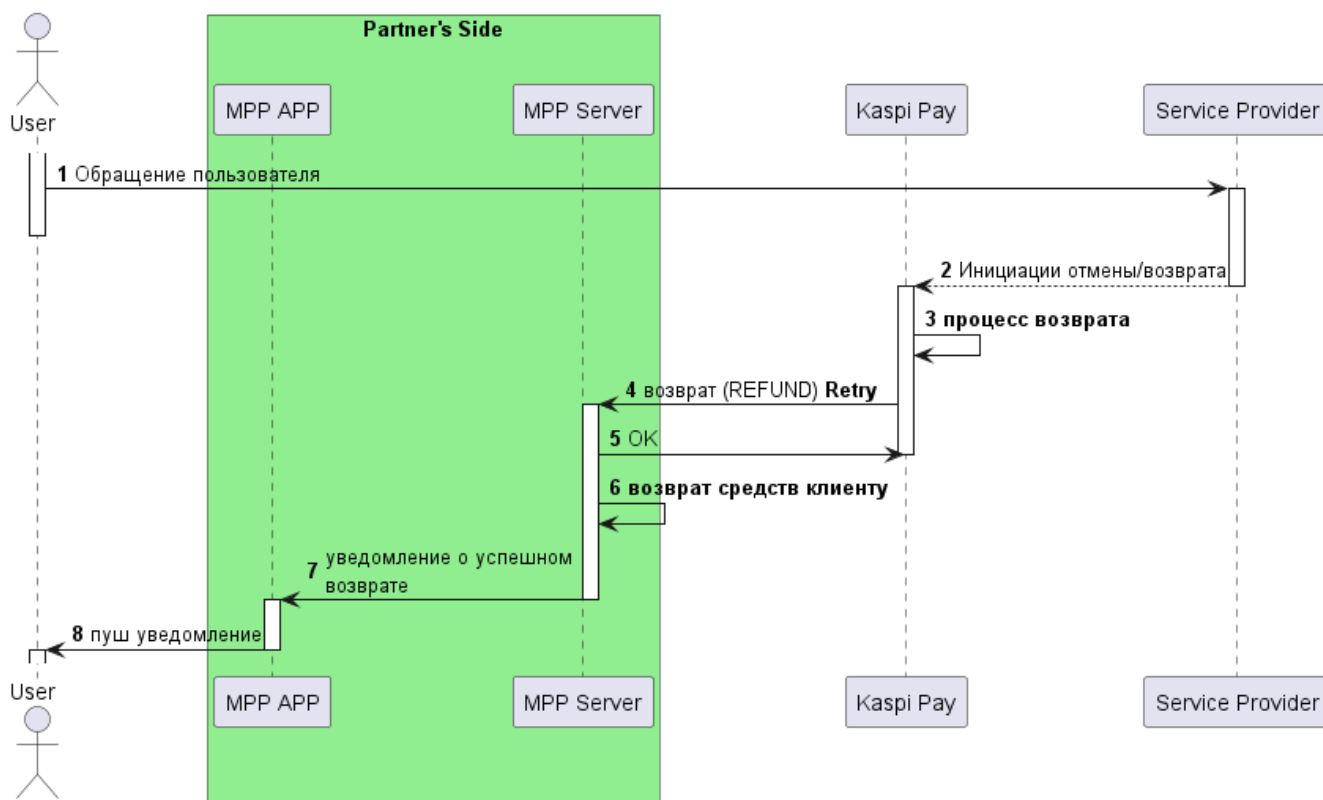 Partner's Side
User
MPP APP
MPP Server
Kaspi Pay
Service Provider
1 Обращение пользователя
2 Инициации отмены/возврата
3 процесс возврата
4 возврат (REFUND) Retry
5 OK
6 возврат средств клиенту
7 уведомление о успешном
возврате
8 пуш уведомление
User
MPP APP
MPP Server
Kaspi Pay
Service Provider